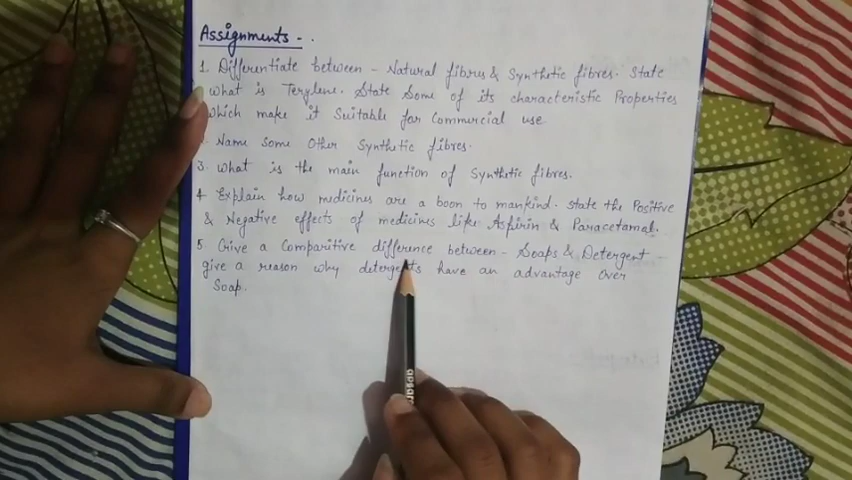 Assignments -.
1. Differentiate between - Natural fibres & Synthetic fibres. State
what is Terylene. State Some of its characteristic Properties
which make it Suitable for Commercial use
. Name Some Other Synthetic fibres.
3. what is the main function of Synthetic fibres.
4 Explain how medicines are a boon to mankind. State the Positive
& Negative effects of medicines like Aspirin & Paracetamol.
5 Give a Comparitive difference between - Soaps & Detergent
give a reason why detergents have an advantage Over
Soap.
apsara